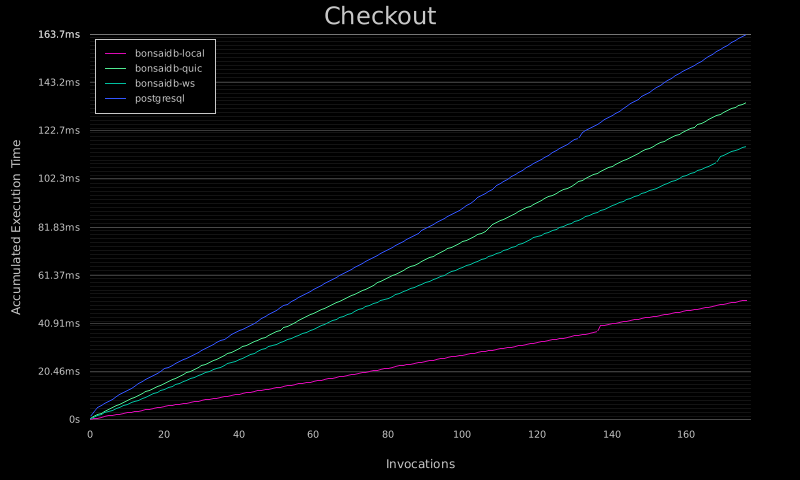 Checkout
163.7ms
143.2ms
122.7ms
102.3ms
81.83ms
61.37ms
40.91ms
20.46ms
0s
bonsaidb-local
bonsaidb-quic
bonsaidb-ws
postgresql
Accumulated Execution Time
0 20 40 60 80 100 120 140 160
Invocations